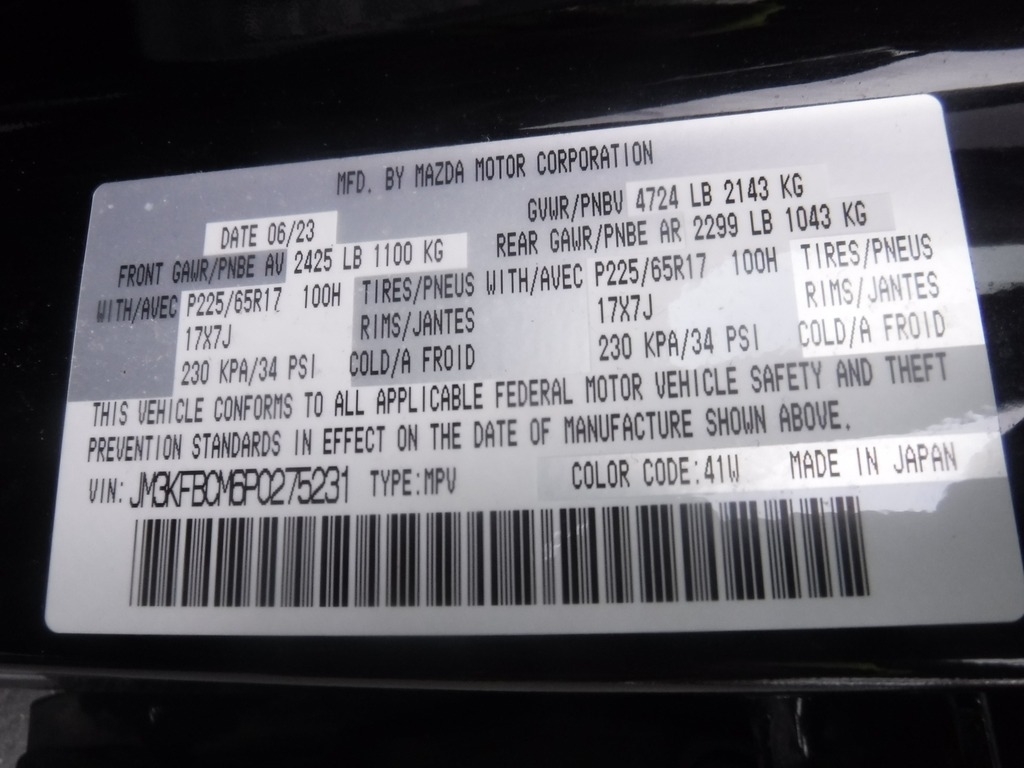 MFD. BY MAZDA MOTOR CORPORATION
DATE 06/23 GVWR/PNBV 4724 LB 2143 KG
FRONT GAWR/PNBE AV 2425 LB 1100 KG REAR GAWR/PNBE AR 2299 LB 1043 KG
WITH/AVEC P225/65R17 100H TIRES/PNEUS WITH/AVEC P225/65R17 100H TIRES/PNEUS
17X7J RIMS/JANTES 17X7J RIMS/JANTES
230 KPA/34 PSI COLD/A FROID 230 KPA/34 PSI COLD/A FROID
THIS VEHICLE CONFORMS TO ALL APPLICABLE FEDERAL MOTOR VEHICLE SAFETY AND THEFT
PREVENTION STANDARDS IN EFFECT ON THE DATE OF MANUFACTURE SHOWN ABOVE.
VIN: JM3KFBCM6P0275231 TYPE:MPV COLOR CODE:41W MADE IN JAPAN